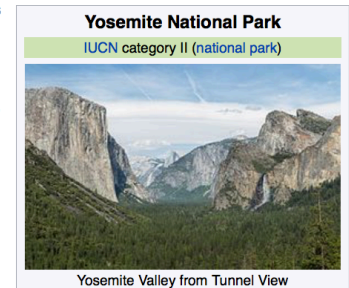 Yosemite National Park
IUCN category II (national park)
Yosemite Valley from Tunnel View